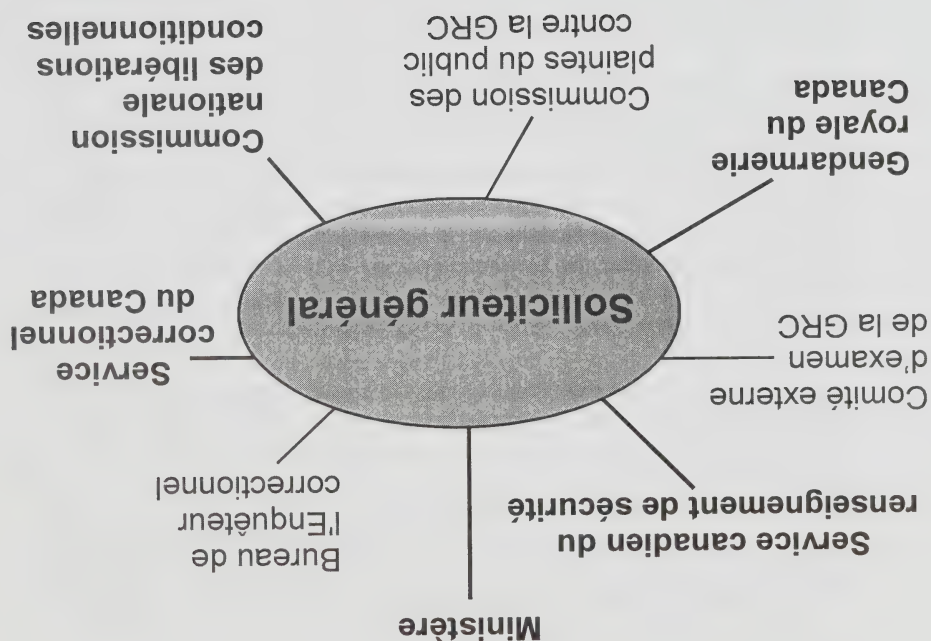 Ministère
Service canadien du
renseignement de sécurité
Bureau de
l'Enquêteur
correctionnel
Comité externe
d'examen
de la GRC
Service
correctionnel
du Canada
Solliciteur général
Gendarmerie
royale du
Canada
Commission des
plaintes du public
contre la GRC
Commission
nationale
des libérations
conditionnelles